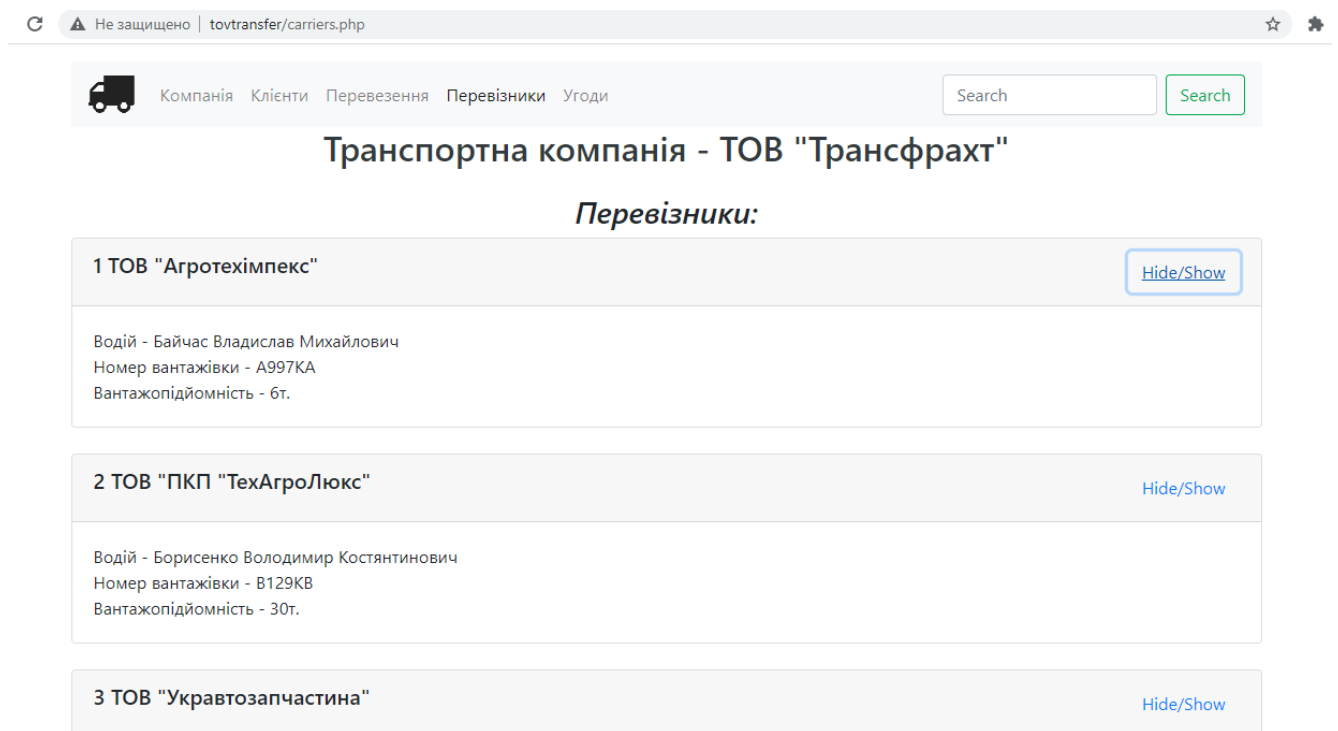 Не защищено | tovtransfer/carriers.php
Компанія Клієнти Перевезення Перевізники Угоди Search Search
Транспортна компанія - ТОВ "Трансфрахт"
Перевізники:
1 ТОВ "Агротехімпекс" Hide/Show
Водій - Байчас Владислав Михайлович
Номер вантажівки - А997КА
Вантажопідйомність - 6т.
2 ТОВ "ПКП "ТехАгроЛюкс" Hide/Show
Водій - Борисенко Володимир Костянтинович
Номер вантажівки - В129КВ
Вантажопідйомність - 30т.
3 ТОВ "Укравтозапчастина" Hide/Show